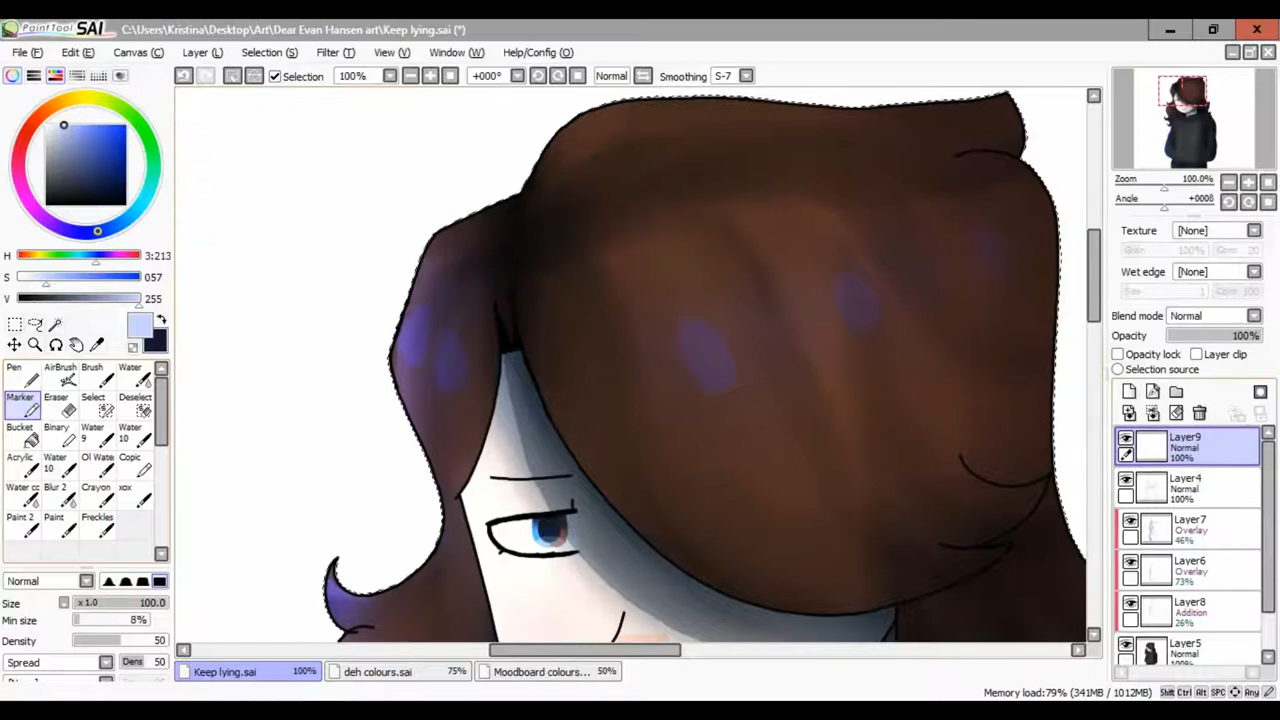 PaintTool SAI C:\Users\Kristina\Desktop\Art\Dear Evan Hansen art\Keep lying.sai (*)
File (F) Edit (E) Canvas (C) Layer (L) Selection (S) Filter (T) View (V) Window (W) Help/Config (O)
Selection 100% +000° Normal Smoothing S-7
Zoom 100.0%
Angle +0008
Texture [None]
Wet edge [None]
Blend mode Normal
Opacity 100%
Opacity lock Layer clip
Selection source
H 3:213
S 057
V 255
Pen AirBrush Brush Water
Marker Eraser Select Deselect
Bucket Binary Water 9 Water 10
Acrylic Water 10 Ol Water Copic
Water cc Blur 2 Crayon xox
Paint 2 Paint Freckles
Normal
Size x 1.0 100.0
Min size 8%
Density 50
Spread Dens 50
Layer9
Normal
100%
Layer4
Normal
100%
Layer7
Overlay
46%
Layer6
Overlay
73%
Layer8
Addition
26%
Layer5
Normal
100%
Keep lying.sai 100% deh colours.sai 75% Moodboard colours... 50%
Memory load:79% (341MB / 1012MB) Shift Ctrl Alt SPC Any